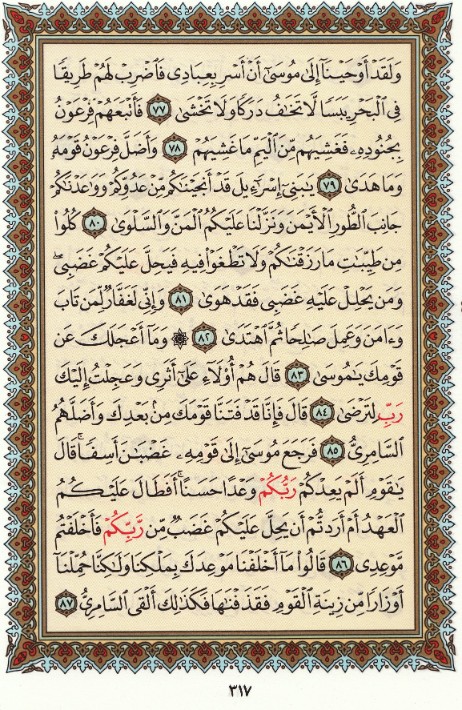 وَلَقَدْ أَوْحَيْنَآ إِلَىٰ مُوسَىٰٓ أَنْ أَسْرِ بِعِبَادِى فَٱضْرِبْ لَهُمْ طَرِيقًا
فِى ٱلْبَحْرِ يَبَسًا لَّا تَخَٰفُ دَرَكًا وَلَا تَخْشَىٰ ٧٧ فَأَتْبَعَهُمْ فِرْعَوْنُ
بِجُنُودِهِۦ فَغَشِيَهُم مِّنَ ٱلْيَمِّ مَا غَشِيَهُمْ ٧٨ وَأَضَلَّ فِرْعَوْنُ قَوْمَهُۥ
وَمَا هَدَىٰ ٧٩ يَٰبَنِىٓ إِسْرَٰٓءِيلَ قَدْ أَنجَيْنَٰكُم مِّنْ عَدُوِّكُمْ وَوَٰعَدْنَٰكُمْ
جَانِبَ ٱلطُّورِ ٱلْأَيْمَنَ وَنَزَّلْنَا عَلَيْكُمُ ٱلْمَنَّ وَٱلسَّلْوَىٰ ٨٠ كُلُوا۟
مِن طَيِّبَٰتِ مَا رَزَقْنَٰكُمْ وَلَا تَطْغَوْا۟ فِيهِ فَيَحِلَّ عَلَيْكُمْ غَضَبِى ۖ
وَمَن يَحْلِلْ عَلَيْهِ غَضَبِى فَقَدْ هَوَىٰ ٨١ وَإِنِّى لَغَفَّارٌ لِّمَن تَابَ
وَءَامَنَ وَعَمِلَ صَٰلِحًا ثُمَّ ٱهْتَدَىٰ ٨٢ ۞ وَمَآ أَعْجَلَكَ عَن
قَوْمِكَ يَٰمُوسَىٰ ٨٣ قَالَ هُمْ أُو۟لَآءِ عَلَىٰٓ أَثَرِى وَعَجِلْتُ إِلَيْكَ
رَبِّ لِتَرْضَىٰ ٨٤ قَالَ فَإِنَّا قَدْ فَتَنَّا قَوْمَكَ مِنۢ بَعْدِكَ وَأَضَلَّهُمُ
ٱلسَّامِرِىُّ ٨٥ فَرَجَعَ مُوسَىٰٓ إِلَىٰ قَوْمِهِۦ غَضْبَٰنَ أَسِفًا ۚ قَالَ
يَٰقَوْمِ أَلَمْ يَعِدْكُمْ رَبُّكُمْ وَعْدًا حَسَنًا ۚ أَفَطَالَ عَلَيْكُمُ
ٱلْعَهْدُ أَمْ أَرَدتُّمْ أَن يَحِلَّ عَلَيْكُمْ غَضَبٌ مِّن رَّبِّكُمْ فَأَخْلَفْتُم
مَّوْعِدِى ٨٦ قَالُوا۟ مَآ أَخْلَفْنَا مَوْعِدَكَ بِمَلْكِنَا وَلَٰكِنَّا حُمِّلْنَآ
أَوْزَارًا مِّن زِينَةِ ٱلْقَوْمِ فَقَذَفْنَٰهَا فَكَذَٰلِكَ أَلْقَى ٱلسَّامِرِىُّ ٨٧
٣١٧